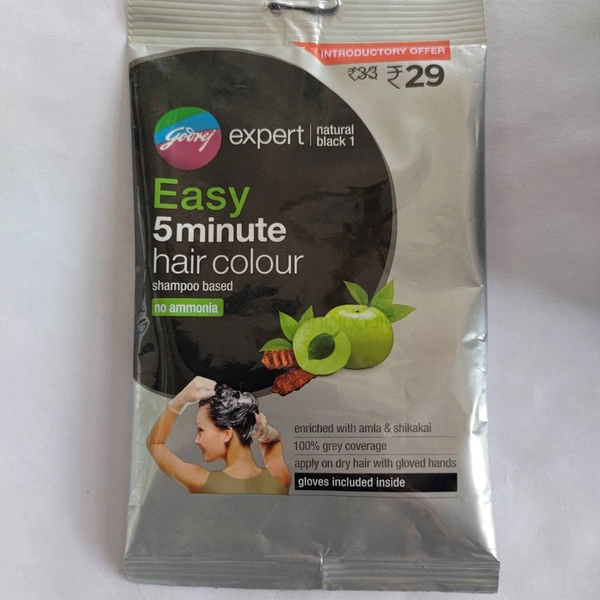 INTRODUCTORY OFFER
₹33 ₹29
Godrej expert natural
black 1
Easy
5 minute
hair colour
shampoo based
no ammonia
enriched with amla & shikakai
100% grey coverage
apply on dry hair with gloved hands
gloves included inside